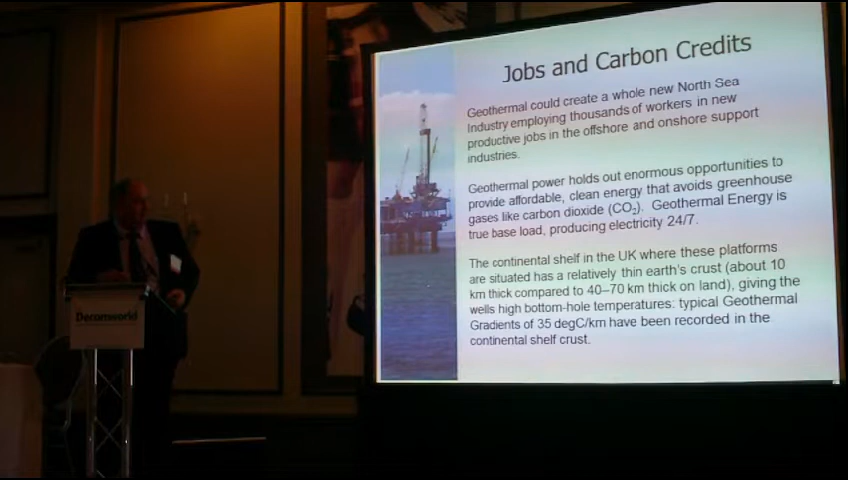 Jobs and Carbon Credits
Geothermal could create a whole new North Sea
Industry employing thousands of workers in new
productive jobs in the offshore and onshore support
industries.
Geothermal power holds out enormous opportunities to
provide affordable, clean energy that avoids greenhouse
gases like carbon dioxide (CO₂). Geothermal Energy is
true base load, producing electricity 24/7.
The continental shelf in the UK where these platforms
are situated has a relatively thin earth's crust (about 10
km thick compared to 40–70 km thick on land), giving the
wells high bottom-hole temperatures: typical Geothermal
Gradients of 35 degC/km have been recorded in the
continental shelf crust.
Decomworld